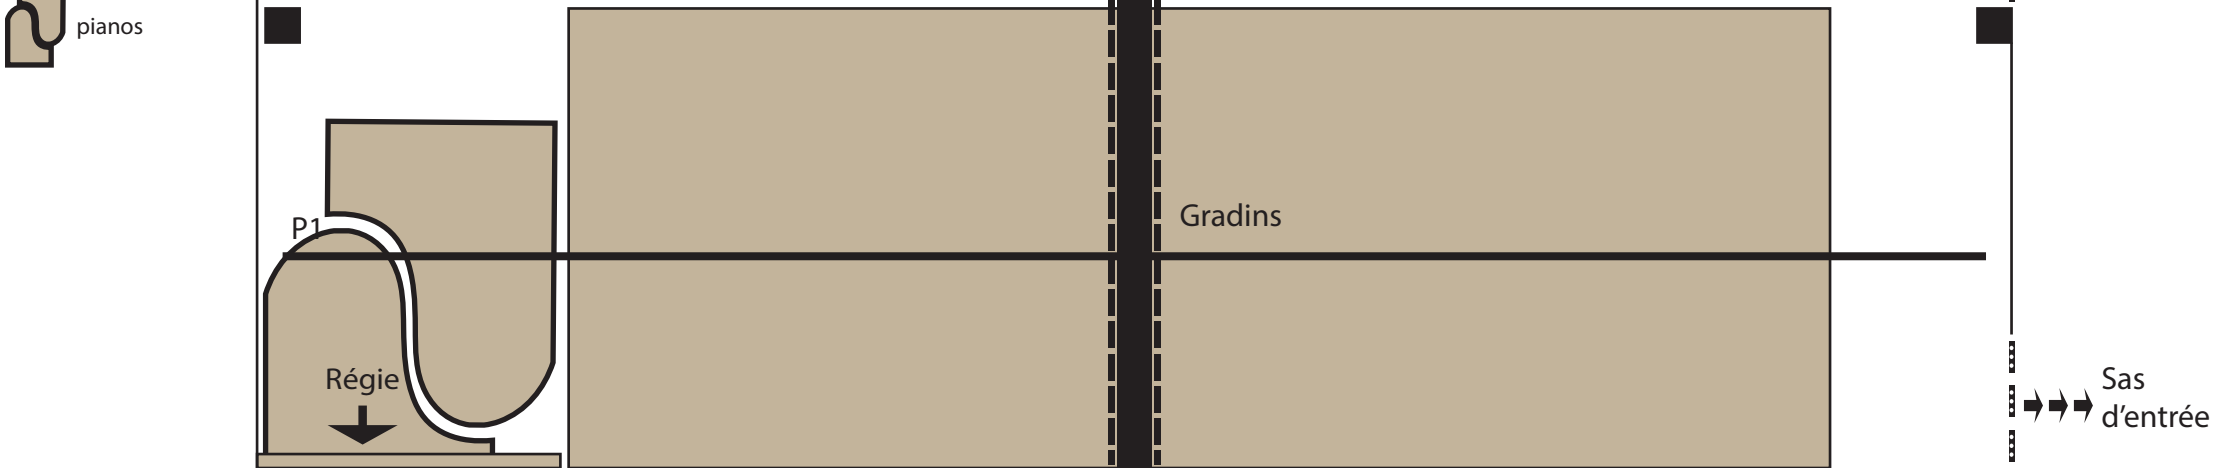 pianos
P1
Gradins
Régie
Sas
d'entrée